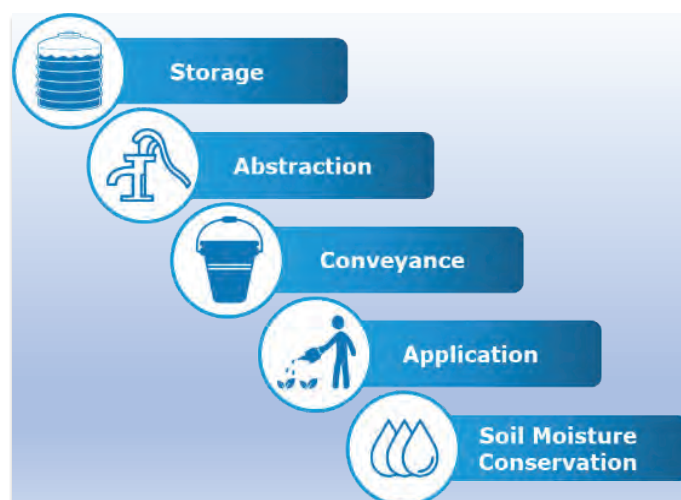 Storage
Abstraction
Conveyance
Application
Soil Moisture
Conservation